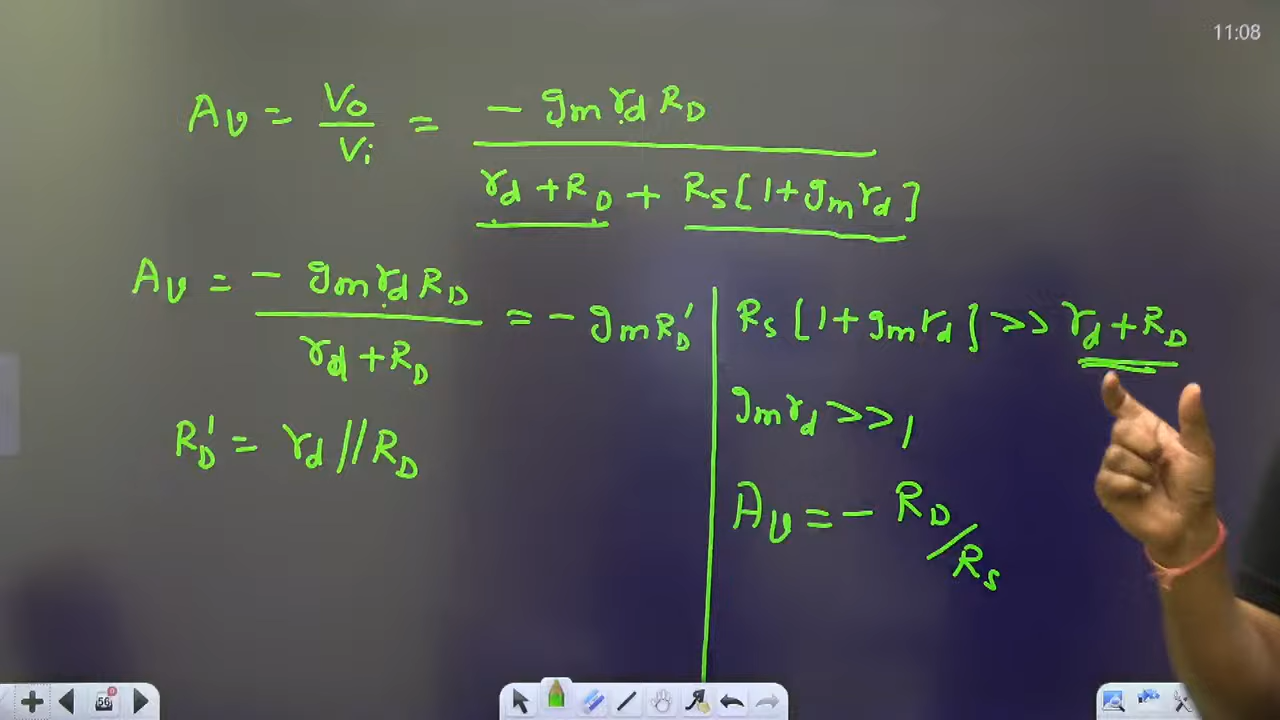 11:08
Av = Vo/Vi = - gm rd RD / rd + RD + Rs[1 + gm rd]
Av = - gm rd RD / rd + RD = - gm RD'
RD' = rd // RD
Rs [1 + gm rd] >> rd + RD
gm rd >> 1
Av = - RD/Rs
56